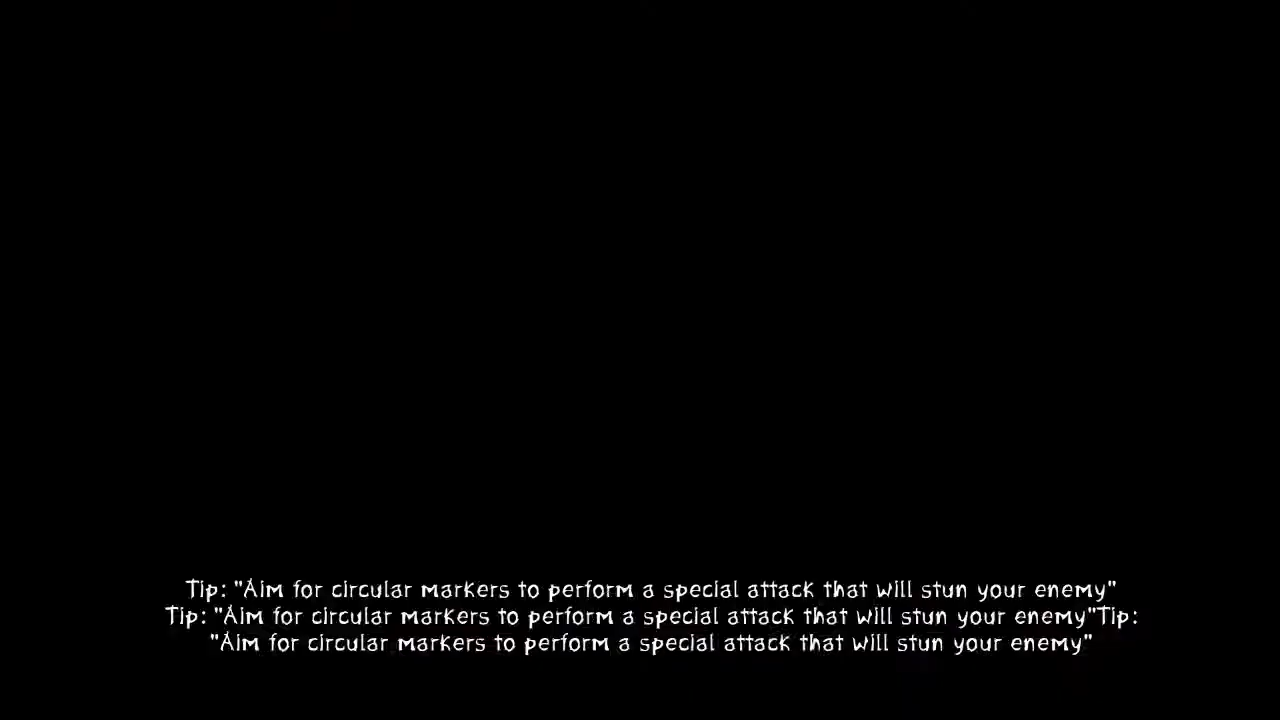 Tip: "Aim for circular markers to perform a special attack that will stun your enemy"
Tip: "Aim for circular markers to perform a special attack that will stun your enemy"Tip:
"Aim for circular markers to perform a special attack that will stun your enemy"